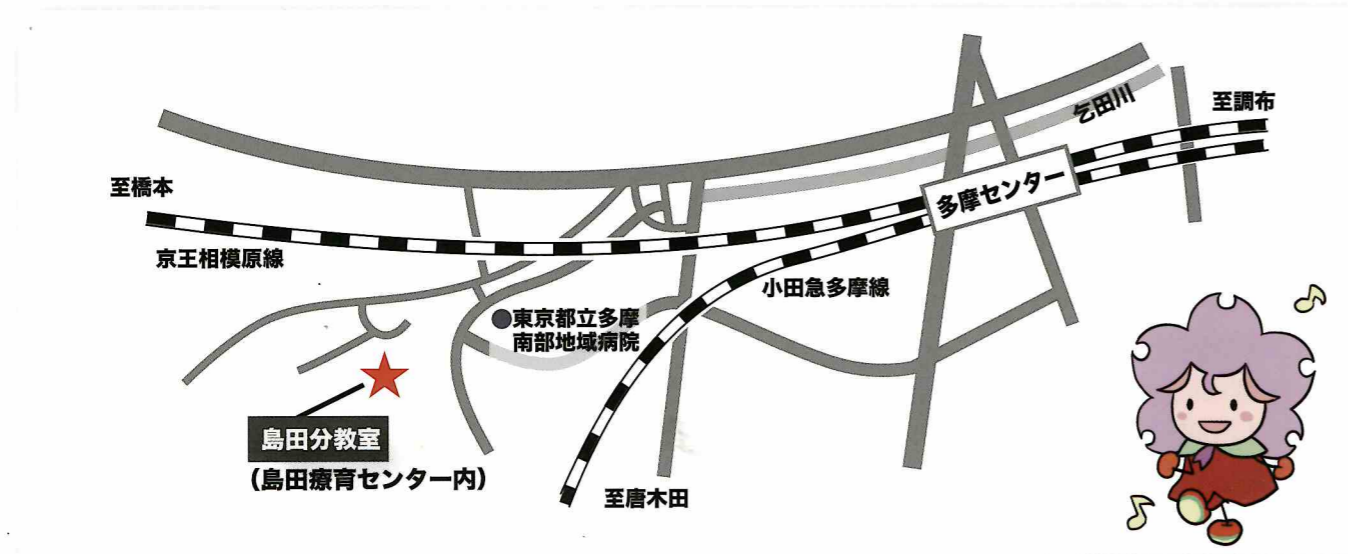 乞田川
至調布
至橋本
多摩センター
京王相模原線
小田急多摩線
東京都立多摩
南部地域病院
島田分教室
(島田療育センター内)
至唐木田